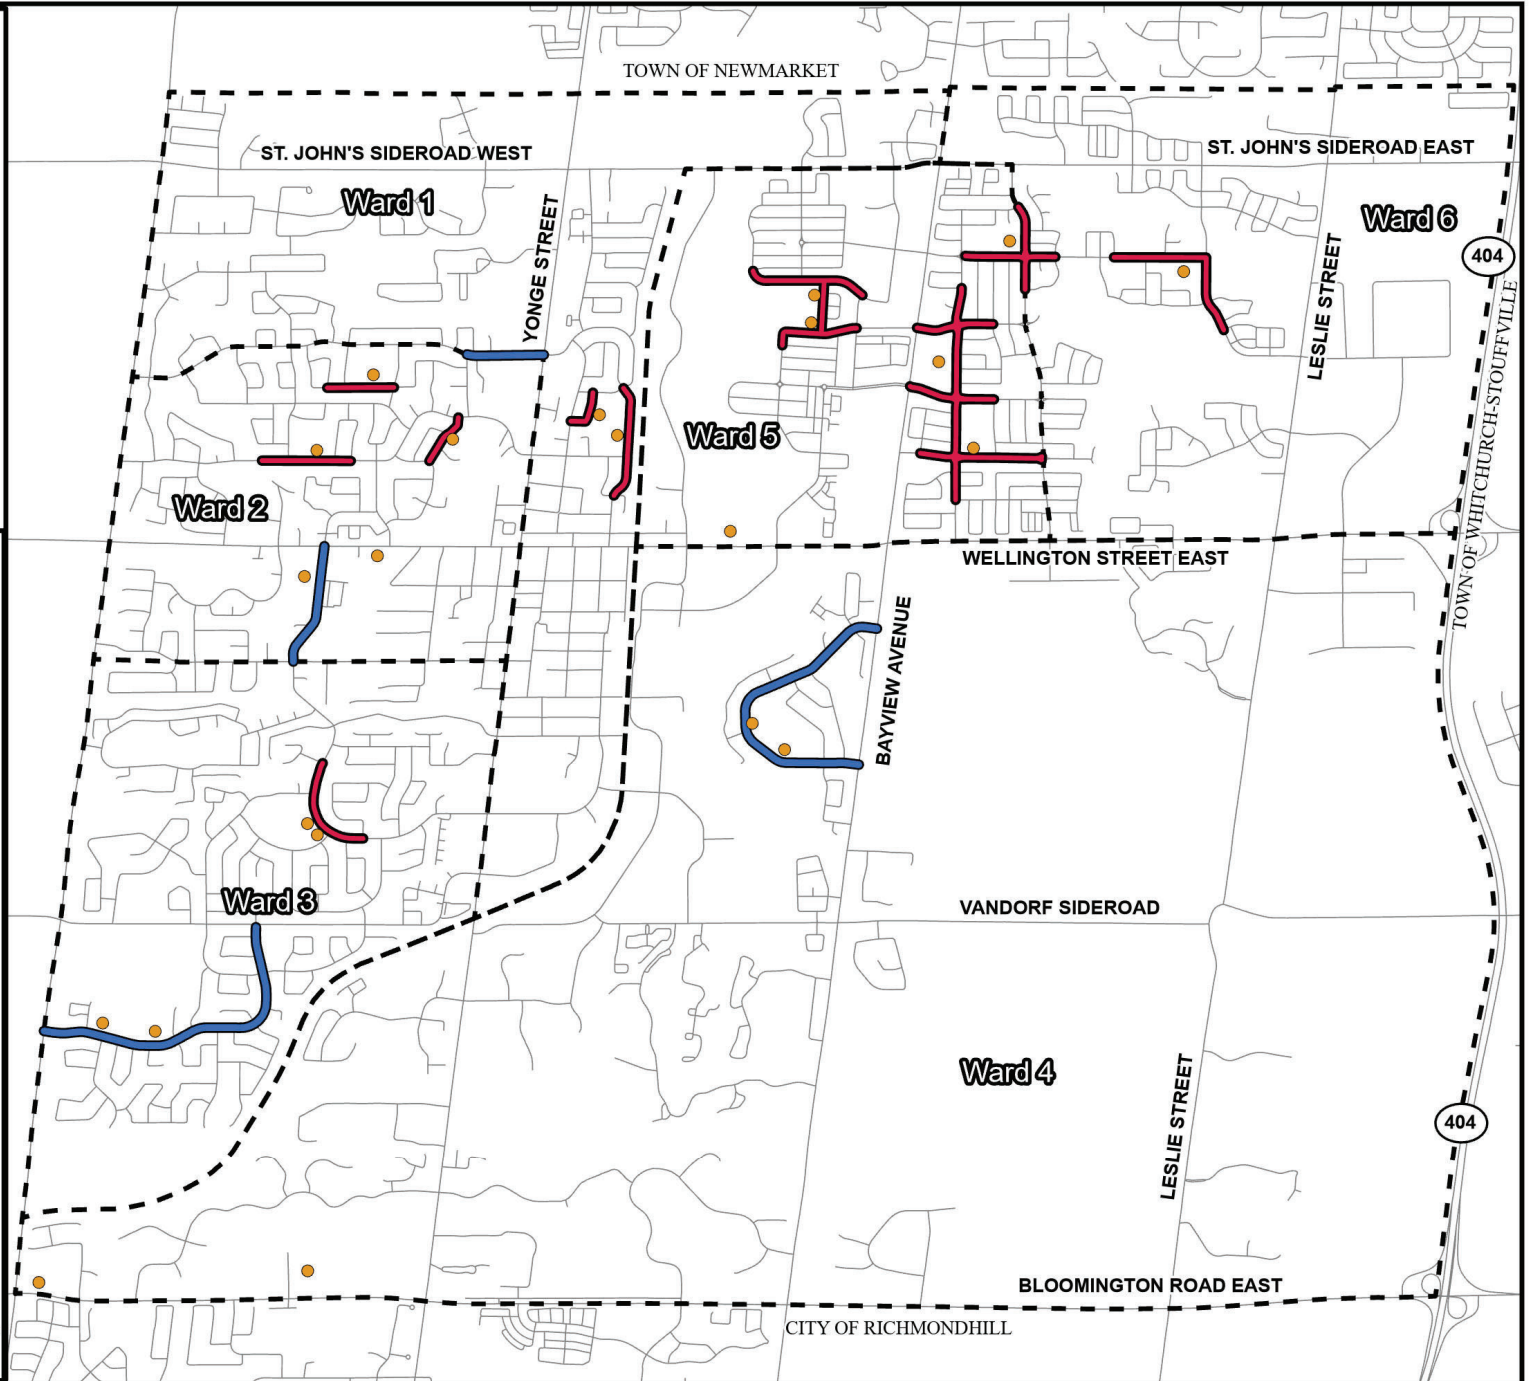 TOWN OF NEWMARKET
ST. JOHN'S SIDEROAD WEST
ST. JOHN'S SIDEROAD EAST
Ward 1
Ward 6
YONGE STREET
LESLIE STREET
404
TOWN OF WHITCHURCH-STOUFFVILLE
Ward 5
Ward 2
WELLINGTON STREET EAST
BAYVIEW AVENUE
Ward 3
VANDORF SIDEROAD
Ward 4
LESLIE STREET
404
BLOOMINGTON ROAD EAST
CITY OF RICHMONDHILL